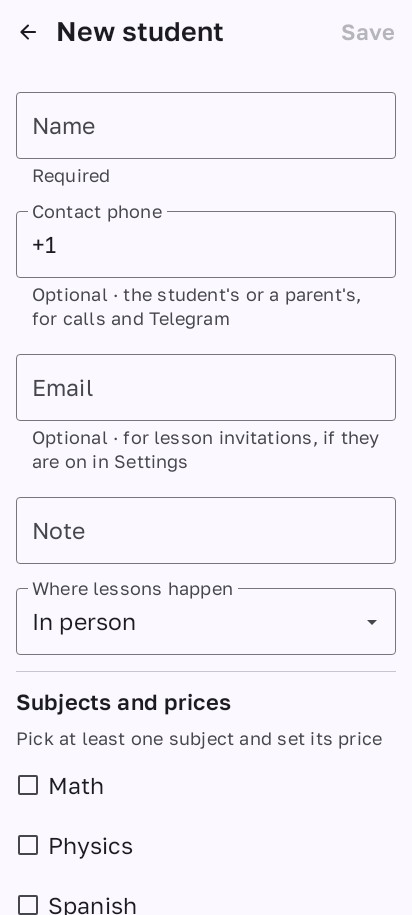 New student
Save
Name
Required
Contact phone
+1
Optional · the student's or a parent's,
for calls and Telegram
Email
Optional · for lesson invitations, if they
are on in Settings
Note
Where lessons happen
In person
Subjects and prices
Pick at least one subject and set its price
Math
Physics
Spanish